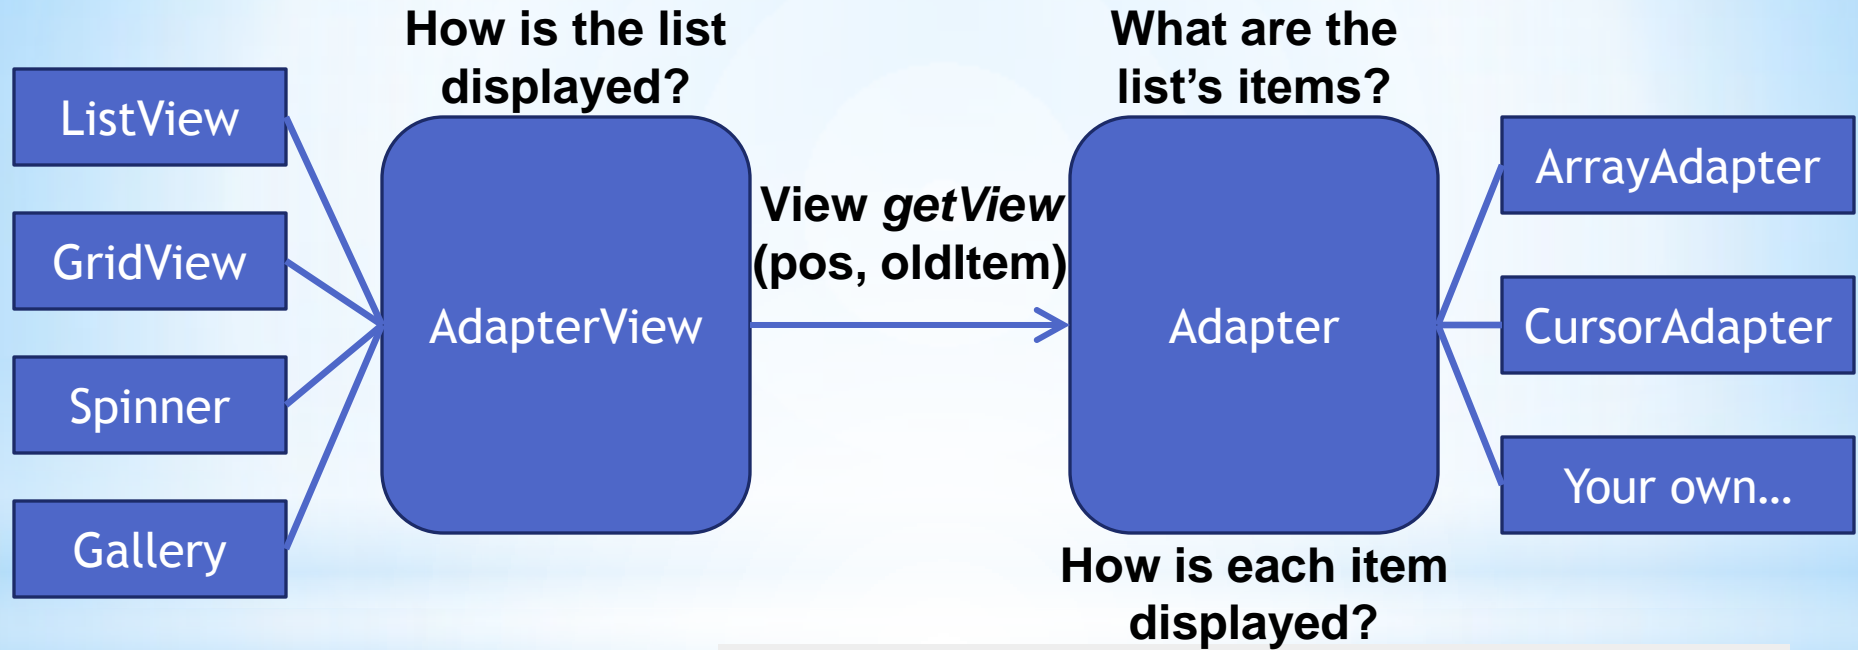 How is the list
displayed?
What are the
list’s items?
ListView
GridView
Spinner
Gallery
AdapterView
View getView
(pos, oldItem)
Adapter
ArrayAdapter
CursorAdapter
Your own…
How is each item
displayed?